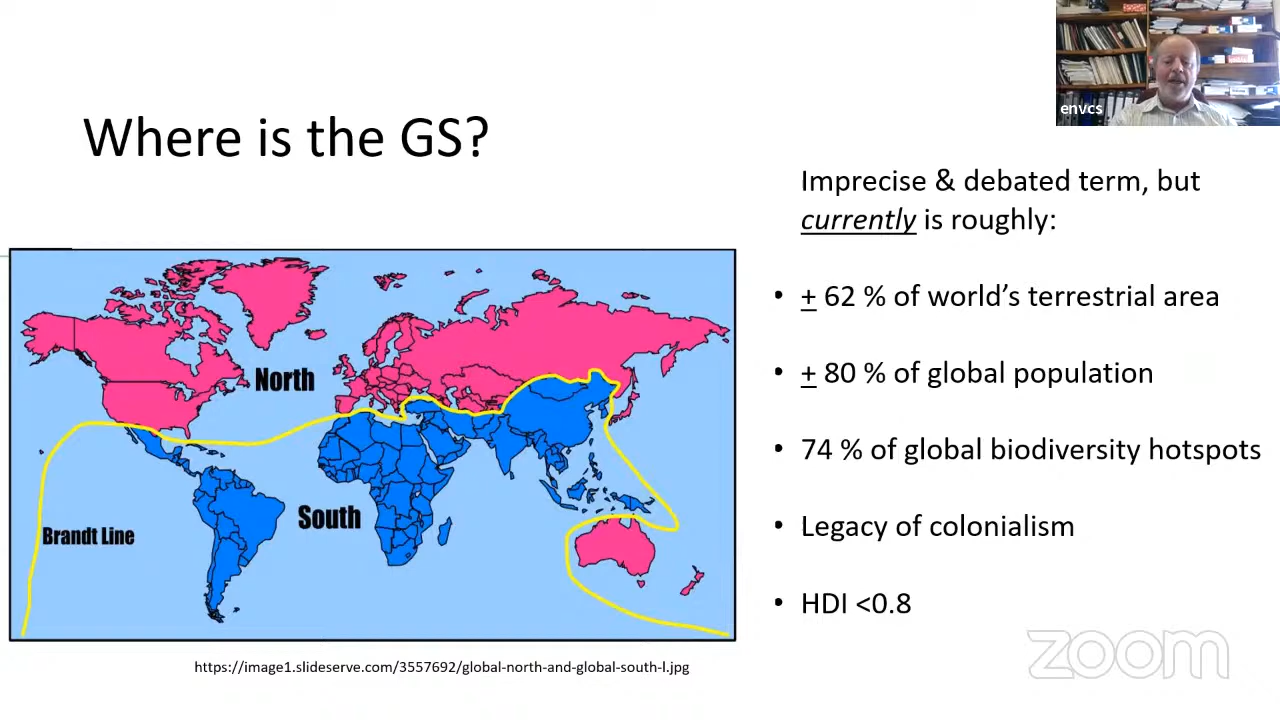 envcs
Where is the GS?
Imprecise & debated term, but
currently is roughly:
• + 62 % of world’s terrestrial area
• + 80 % of global population
• 74 % of global biodiversity hotspots
• Legacy of colonialism
• HDI <0.8
North
South
Brandt Line
https://image1.slideserve.com/3557692/global-north-and-global-south-l.jpg
zoom